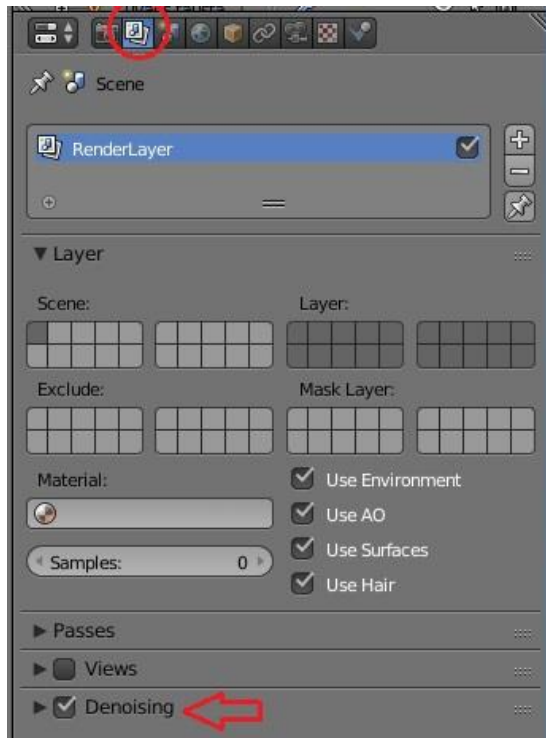 Scene
RenderLayer
Layer
Scene:
Layer:
Exclude:
Mask Layer:
Material:
Use Environment
Use AO
Samples: 0
Use Surfaces
Use Hair
Passes
Views
Denoising